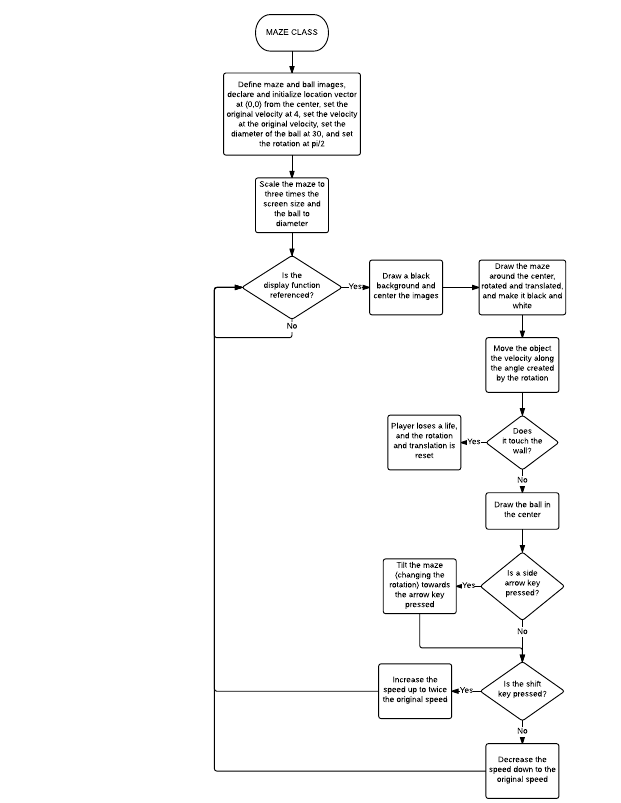 MAZE CLASS
Define maze and ball images,
declare and initialize location vector
at (0,0) from the center, set the
original velocity at 4, set the velocity
at the original velocity, set the
diameter of the ball at 30, and set
the rotation at pi/2
Scale the maze to
three times the
screen size and
the ball to
diameter
Is the
display function
referenced?
Yes
No
Draw a black
background and
center the images
Draw the maze
around the center,
rotated and translated,
and make it black and
white
Move the object
the velocity along
the angle created
by the rotation
Does
it touch the
wall?
Yes
Player loses a life,
and the rotation
and translation is
reset
No
Draw the ball in
the center
Is a side
arrow key
pressed?
Yes
Tilt the maze
(changing the
rotation) towards
the arrow key
pressed
No
Is the shift
key pressed?
Yes
Increase the
speed up to twice
the original speed
No
Decrease the
speed down to the
original speed